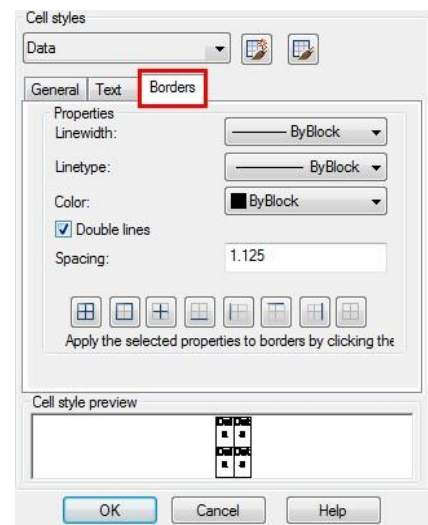 Cell styles
Data
General Text Borders
Properties
Linewidth: ByBlock
Linetype: ByBlock
Color: ByBlock
Double lines
Spacing: 1.125
Apply the selected properties to borders by clicking the
Cell style preview
OK Cancel Help